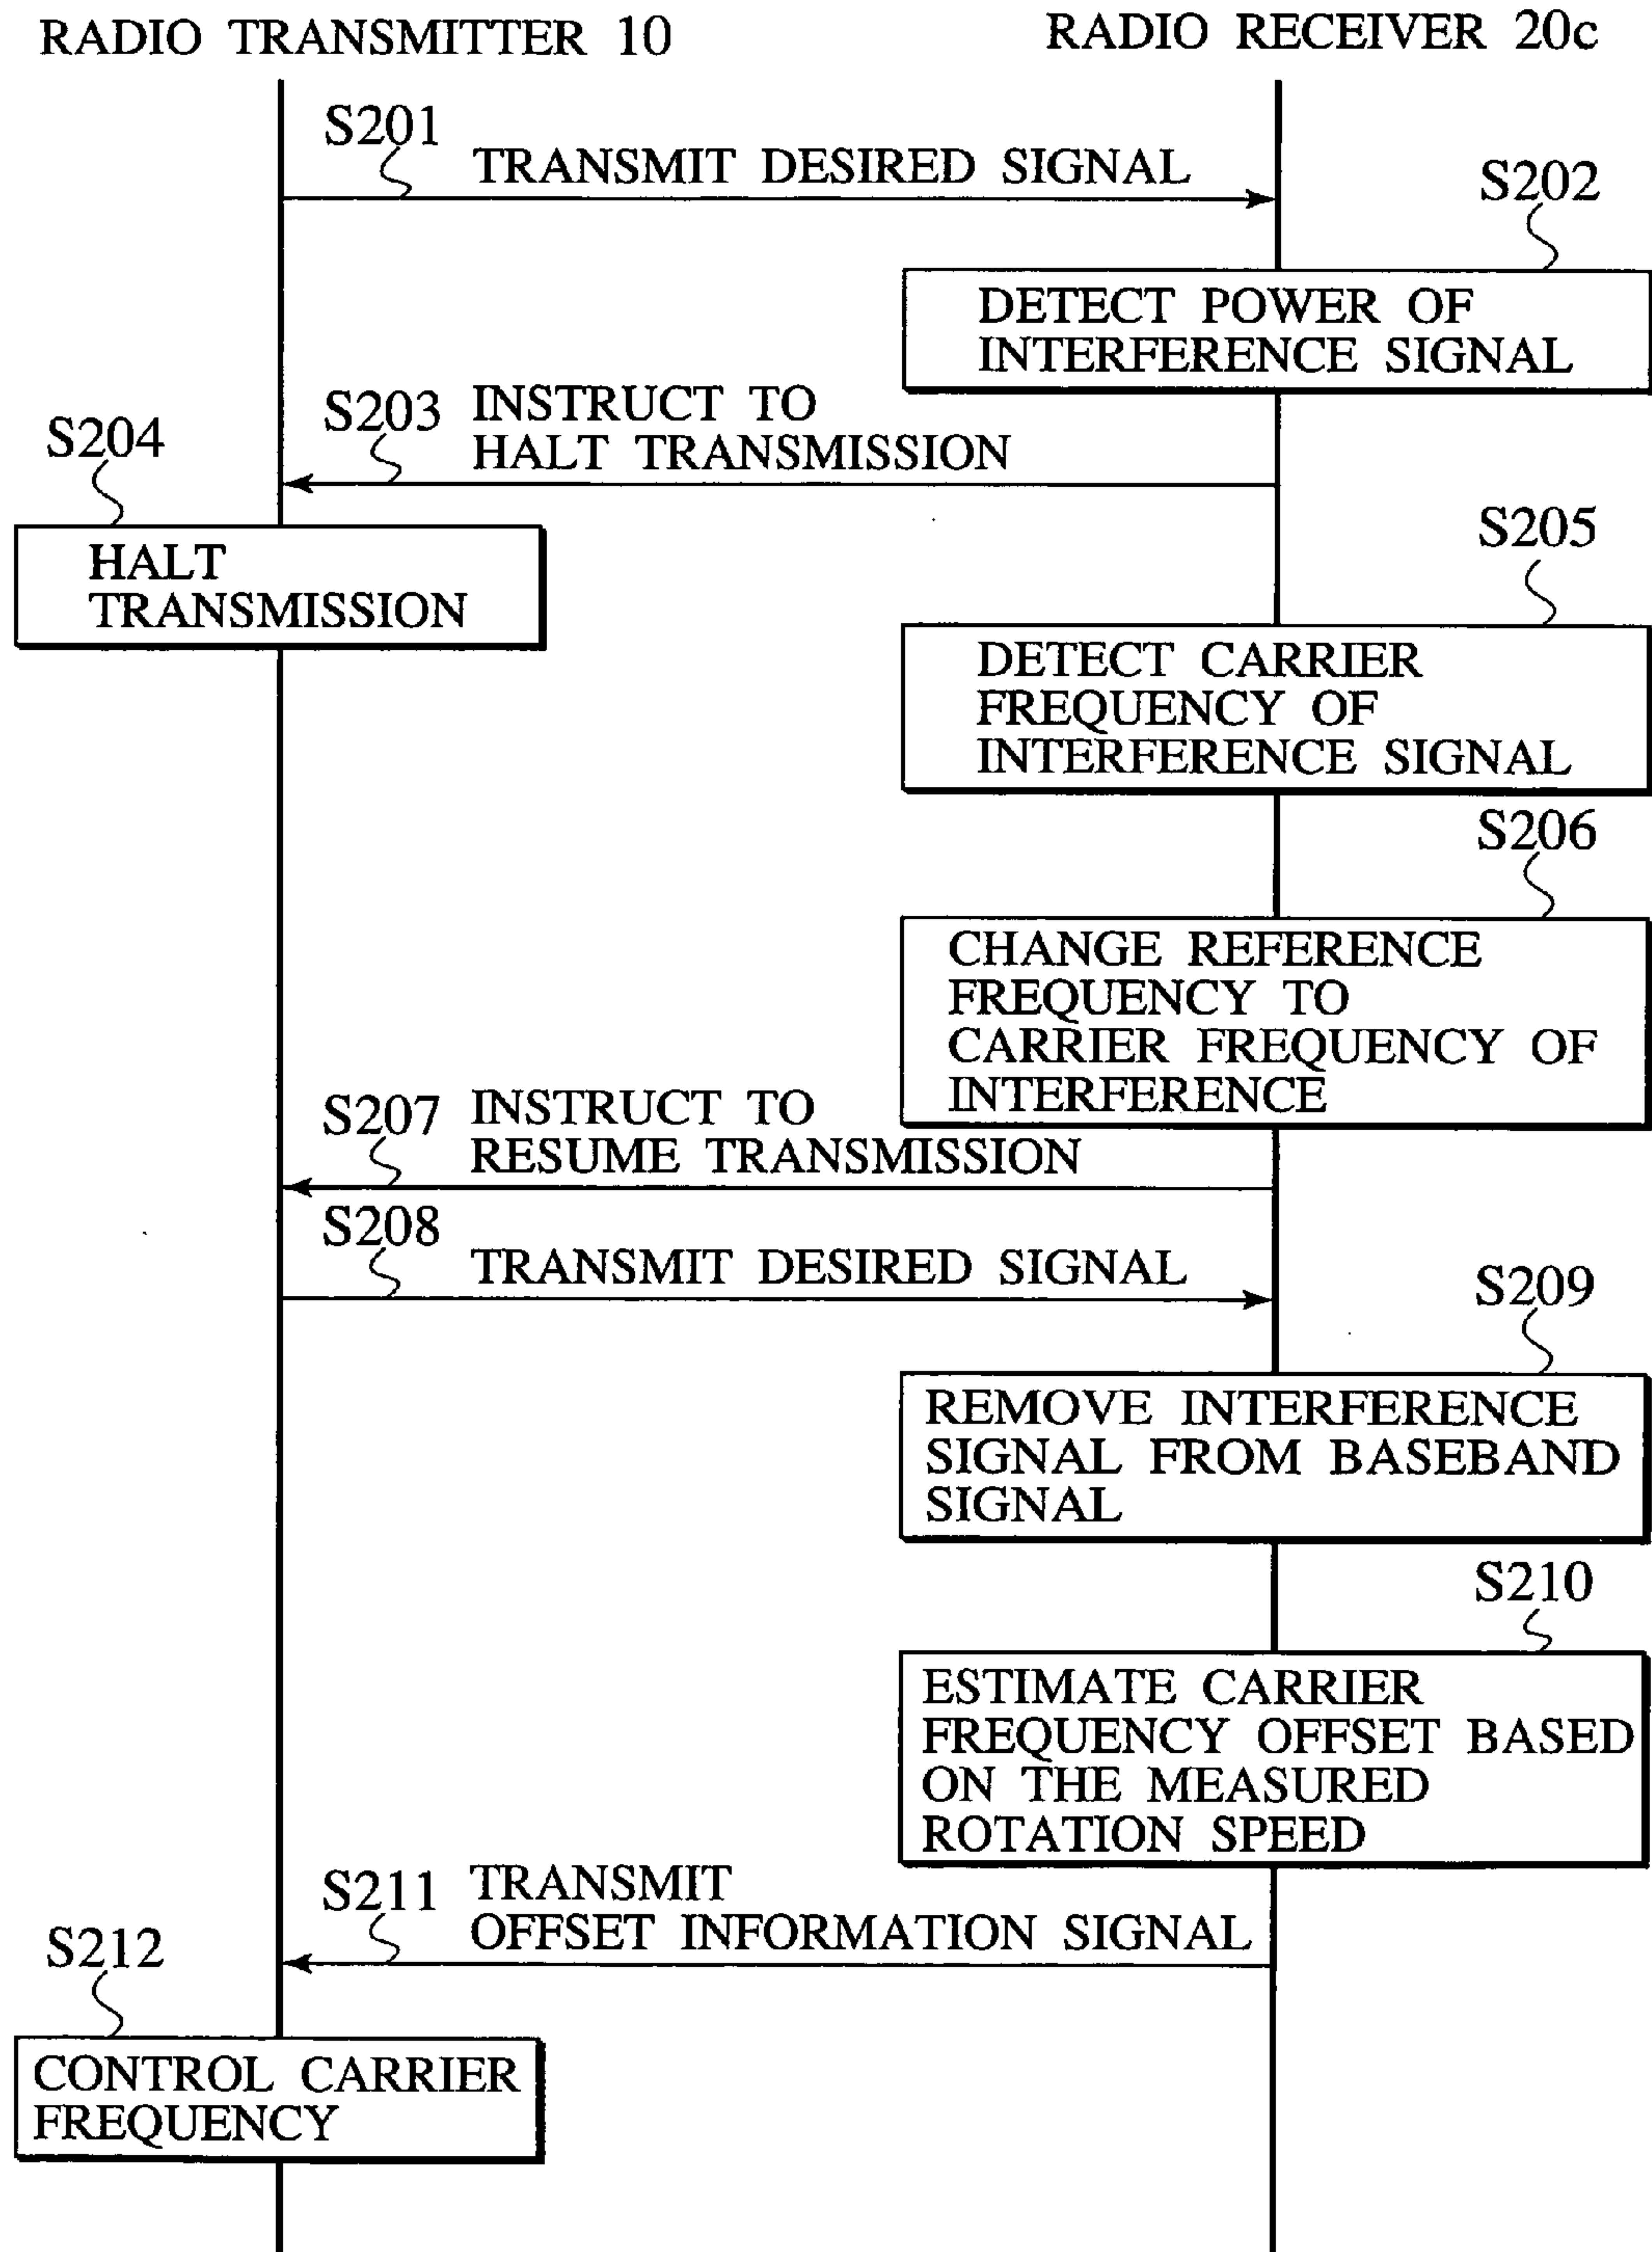 RADIO TRANSMITTER 10
RADIO RECEIVER 20c
S201
TRANSMIT DESIRED SIGNAL
S202
DETECT POWER OF
INTERFERENCE SIGNAL
S203
INSTRUCT TO
HALT TRANSMISSION
S204
HALT
TRANSMISSION
S205
DETECT CARRIER
FREQUENCY OF
INTERFERENCE SIGNAL
S206
CHANGE REFERENCE
FREQUENCY TO
CARRIER FREQUENCY OF
INTERFERENCE
S207
INSTRUCT TO
RESUME TRANSMISSION
S208
TRANSMIT DESIRED SIGNAL
S209
REMOVE INTERFERENCE
SIGNAL FROM BASEBAND
SIGNAL
S210
ESTIMATE CARRIER
FREQUENCY OFFSET BASED
ON THE MEASURED
ROTATION SPEED
S211
TRANSMIT
OFFSET INFORMATION SIGNAL
S212
CONTROL CARRIER
FREQUENCY